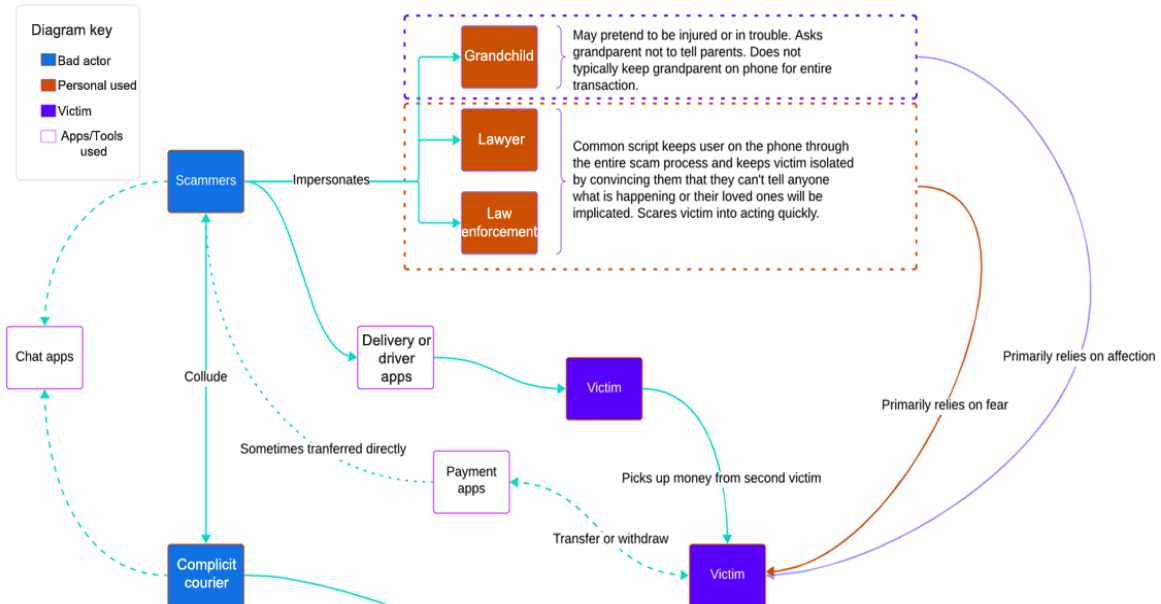 Diagram key
Bad actor
Personal used
Victim
Apps/Tools
used
Scammers
Impersonates
Grandchild
May pretend to be injured or in trouble. Asks
grandparent not to tell parents. Does not
typically keep grandparent on phone for entire
transaction.
Lawyer
Law
enforcement
Common script keeps user on the phone through
the entire scam process and keeps victim isolated
by convincing them that they can't tell anyone
what is happening or their loved ones will be
implicated. Scares victim into acting quickly.
Chat apps
Collude
Delivery or
driver
apps
Victim
Primarily relies on affection
Primarily relies on fear
Sometimes tranferred directly
Payment
apps
Picks up money from second victim
Transfer or withdraw
Complicit
courier
Victim